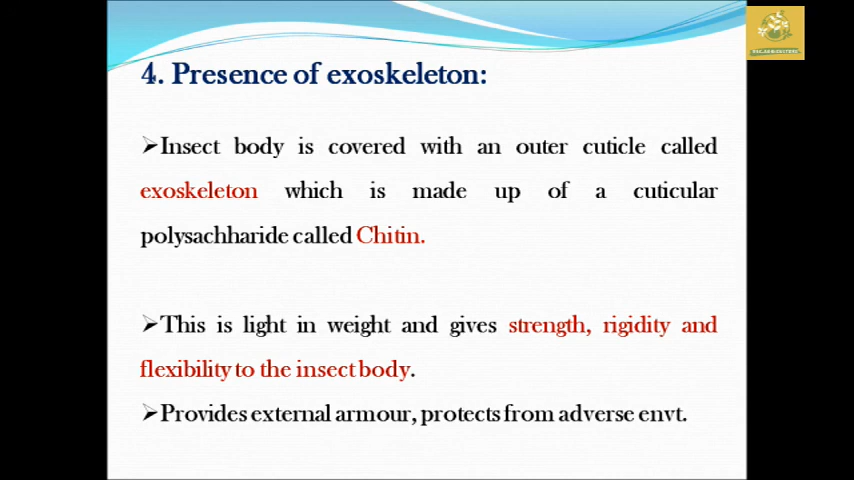 4. Presence of exoskeleton:
➢Insect body is covered with an outer cuticle called
exoskeleton which is made up of a cuticular
polysachharide called Chitin.
➢This is light in weight and gives strength, rigidity and
flexibility to the insect body.
➢Provides external armour, protects from adverse envt.